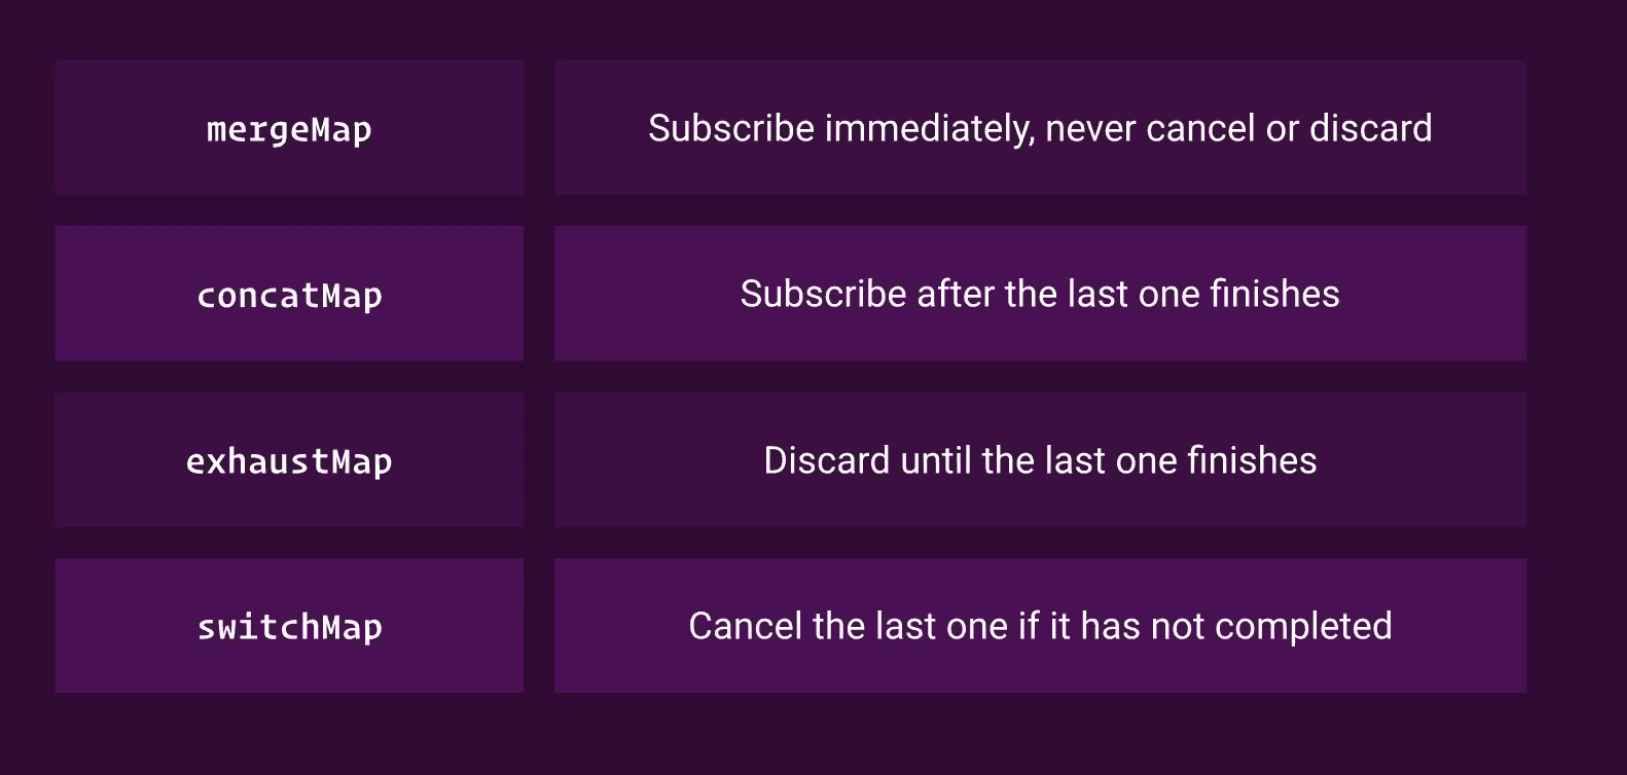 mergeMap
Subscribe immediately, never cancel or discard
concatMap
Subscribe after the last one finishes
exhaustMap
Discard until the last one finishes
switchMap
Cancel the last one if it has not completed